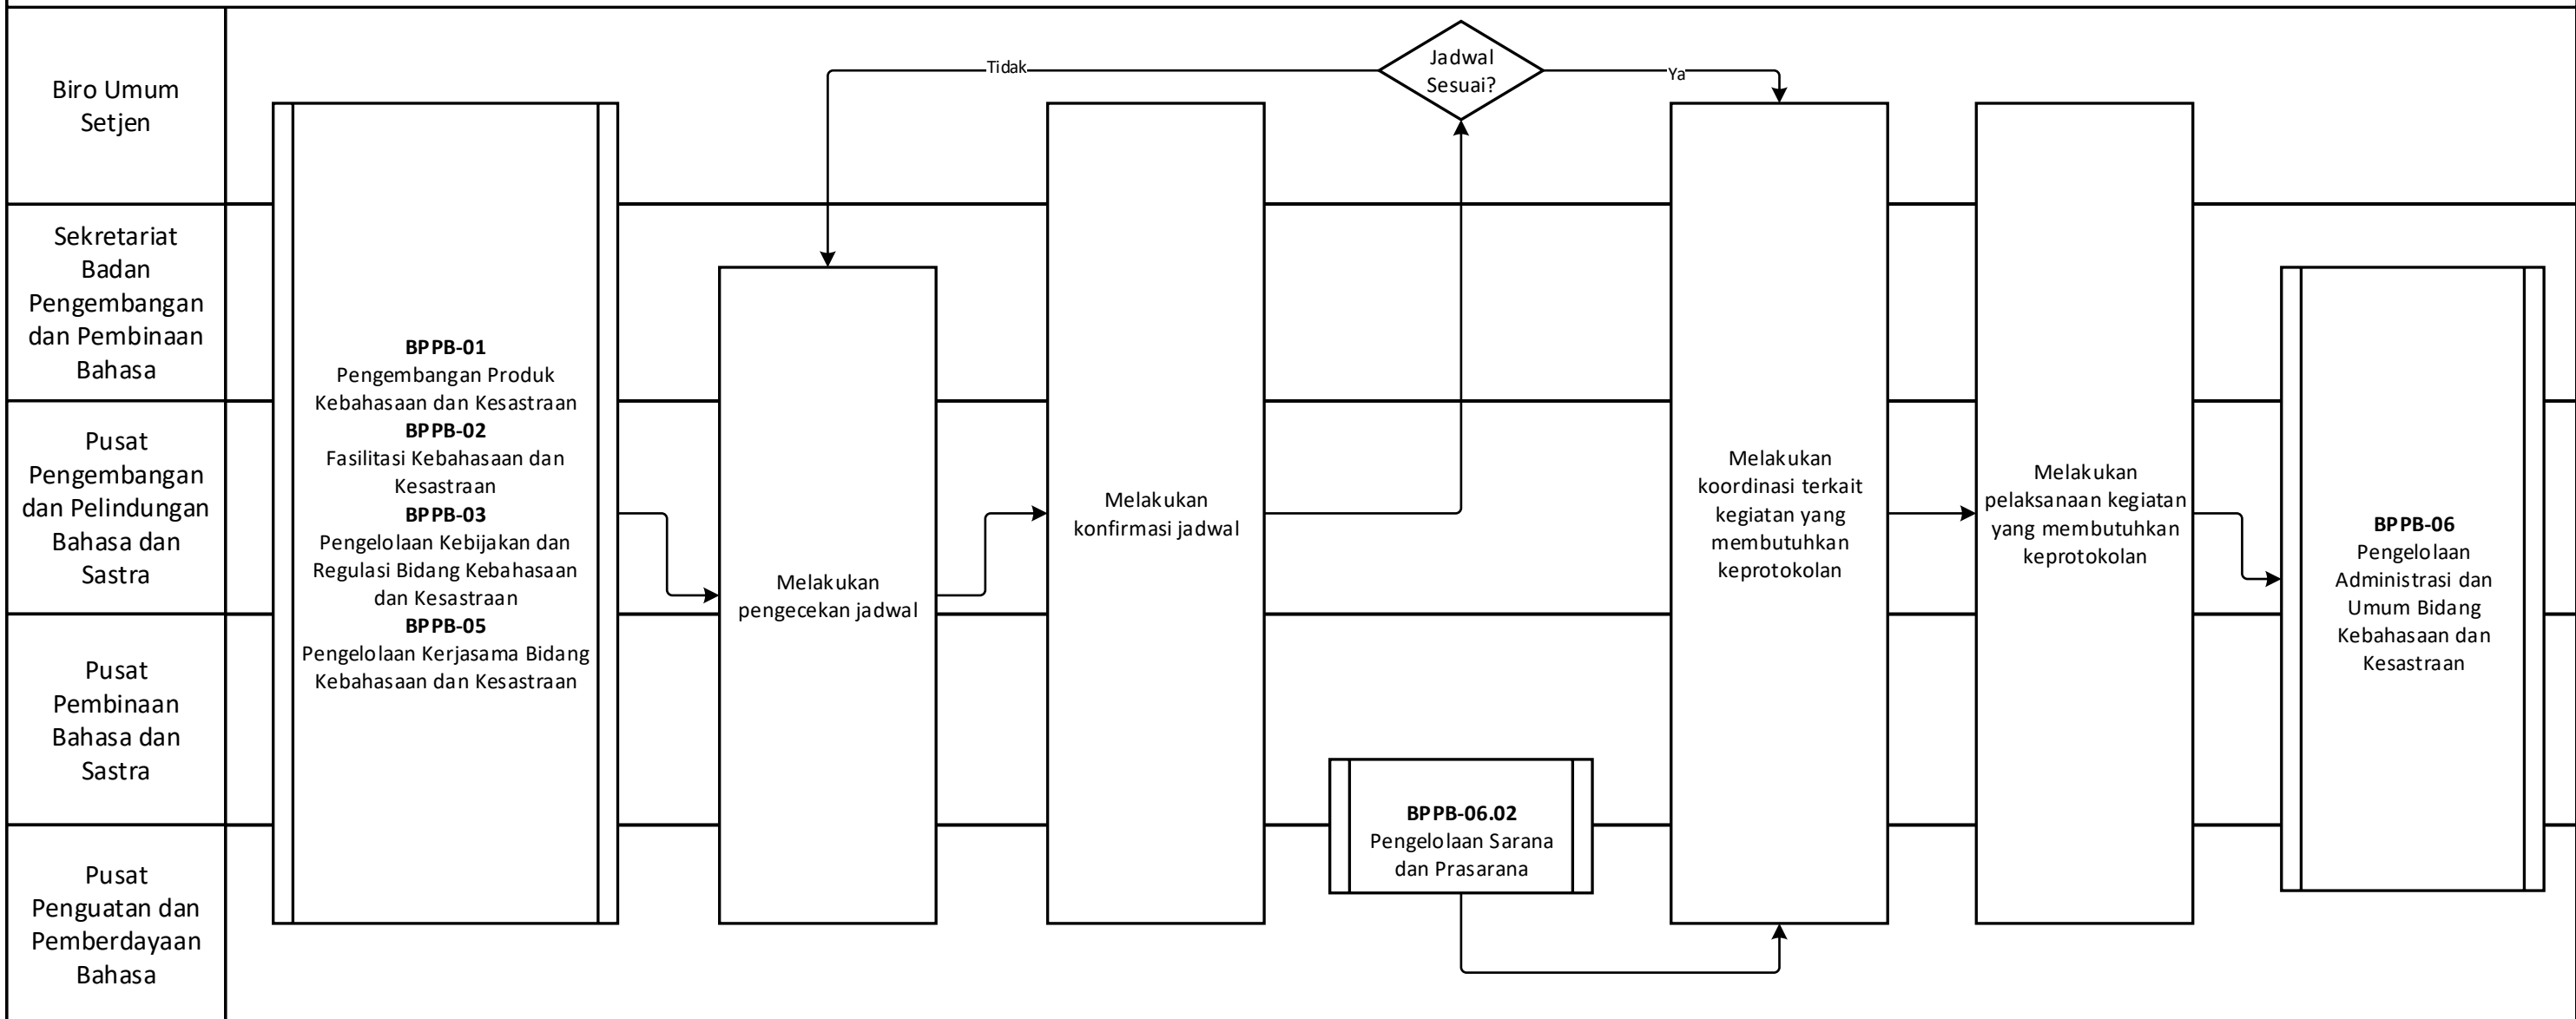 Biro Umum
Setjen
Sekretariat
Badan
Pengembangan
dan Pembinaan
Bahasa
Pusat
Pengembangan
dan Pelindungan
Bahasa dan
Sastra
Pusat
Pembinaan
Bahasa dan
Sastra
Pusat
Penguatan dan
Pemberdayaan
Bahasa
BPPB-01
Pengembangan Produk
Kebahasaan dan Kesastraan
BPPB-02
Fasilitasi Kebahasaan dan
Kesastraan
BPPB-03
Pengelolaan Kebijakan dan
Regulasi Bidang Kebahasaan
dan Kesastraan
BPPB-05
Pengelolaan Kerjasama Bidang
Kebahasaan dan Kesastraan
Melakukan
pengecekan jadwal
Melakukan
konfirmasi jadwal
Tidak
Jadwal
Sesuai?
Ya
BPPB-06.02
Pengelolaan Sarana
dan Prasarana
Melakukan
koordinasi terkait
kegiatan yang
membutuhkan
keprotokolan
Melakukan
pelaksanaan kegiatan
yang membutuhkan
keprotokolan
BPPB-06
Pengelolaan
Administrasi dan
Umum Bidang
Kebahasaan dan
Kesastraan